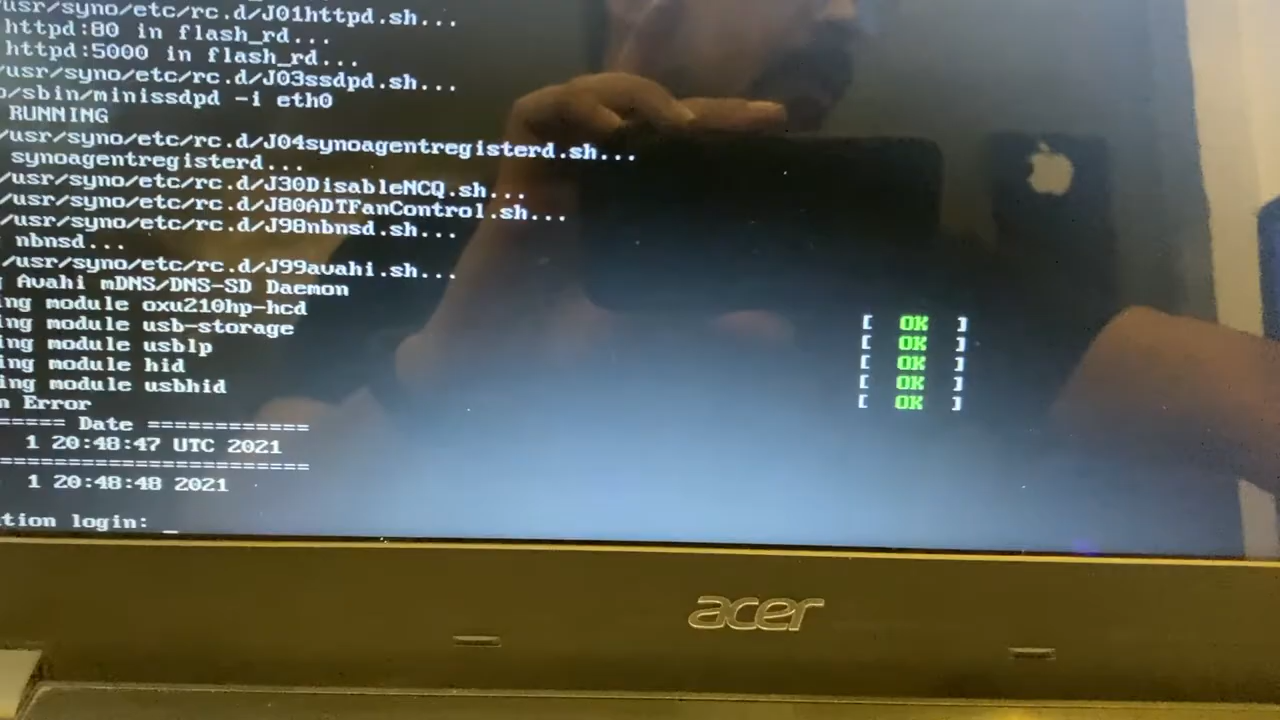 usr/syno/etc/rc.d/J01httpd.sh...
httpd:80 in flash_rd...
httpd:5000 in flash_rd...
/usr/syno/etc/rc.d/J03ssdpd.sh...
/sbin/minissdpd -i eth0
RUNNING
/usr/syno/etc/rc.d/J04synoagentregisterd.sh...
synoagentregisterd...
/usr/syno/etc/rc.d/J30DisableNCQ.sh...
/usr/syno/etc/rc.d/J80ADTFanControl.sh...
/usr/syno/etc/rc.d/J98nbnsd.sh...
nbnsd...
/usr/syno/etc/rc.d/J99avahi.sh...
Avahi mDNS/DNS-SD Daemon
ing module oxu210hp-hcd [ OK ]
ing module usb-storage [ OK ]
ing module usblp [ OK ]
ing module hid [ OK ]
ing module usbhid [ OK ]
n Error
===== Date ============
1 20:48:47 UTC 2021
=======================
1 20:48:48 2021
tion login: _
acer